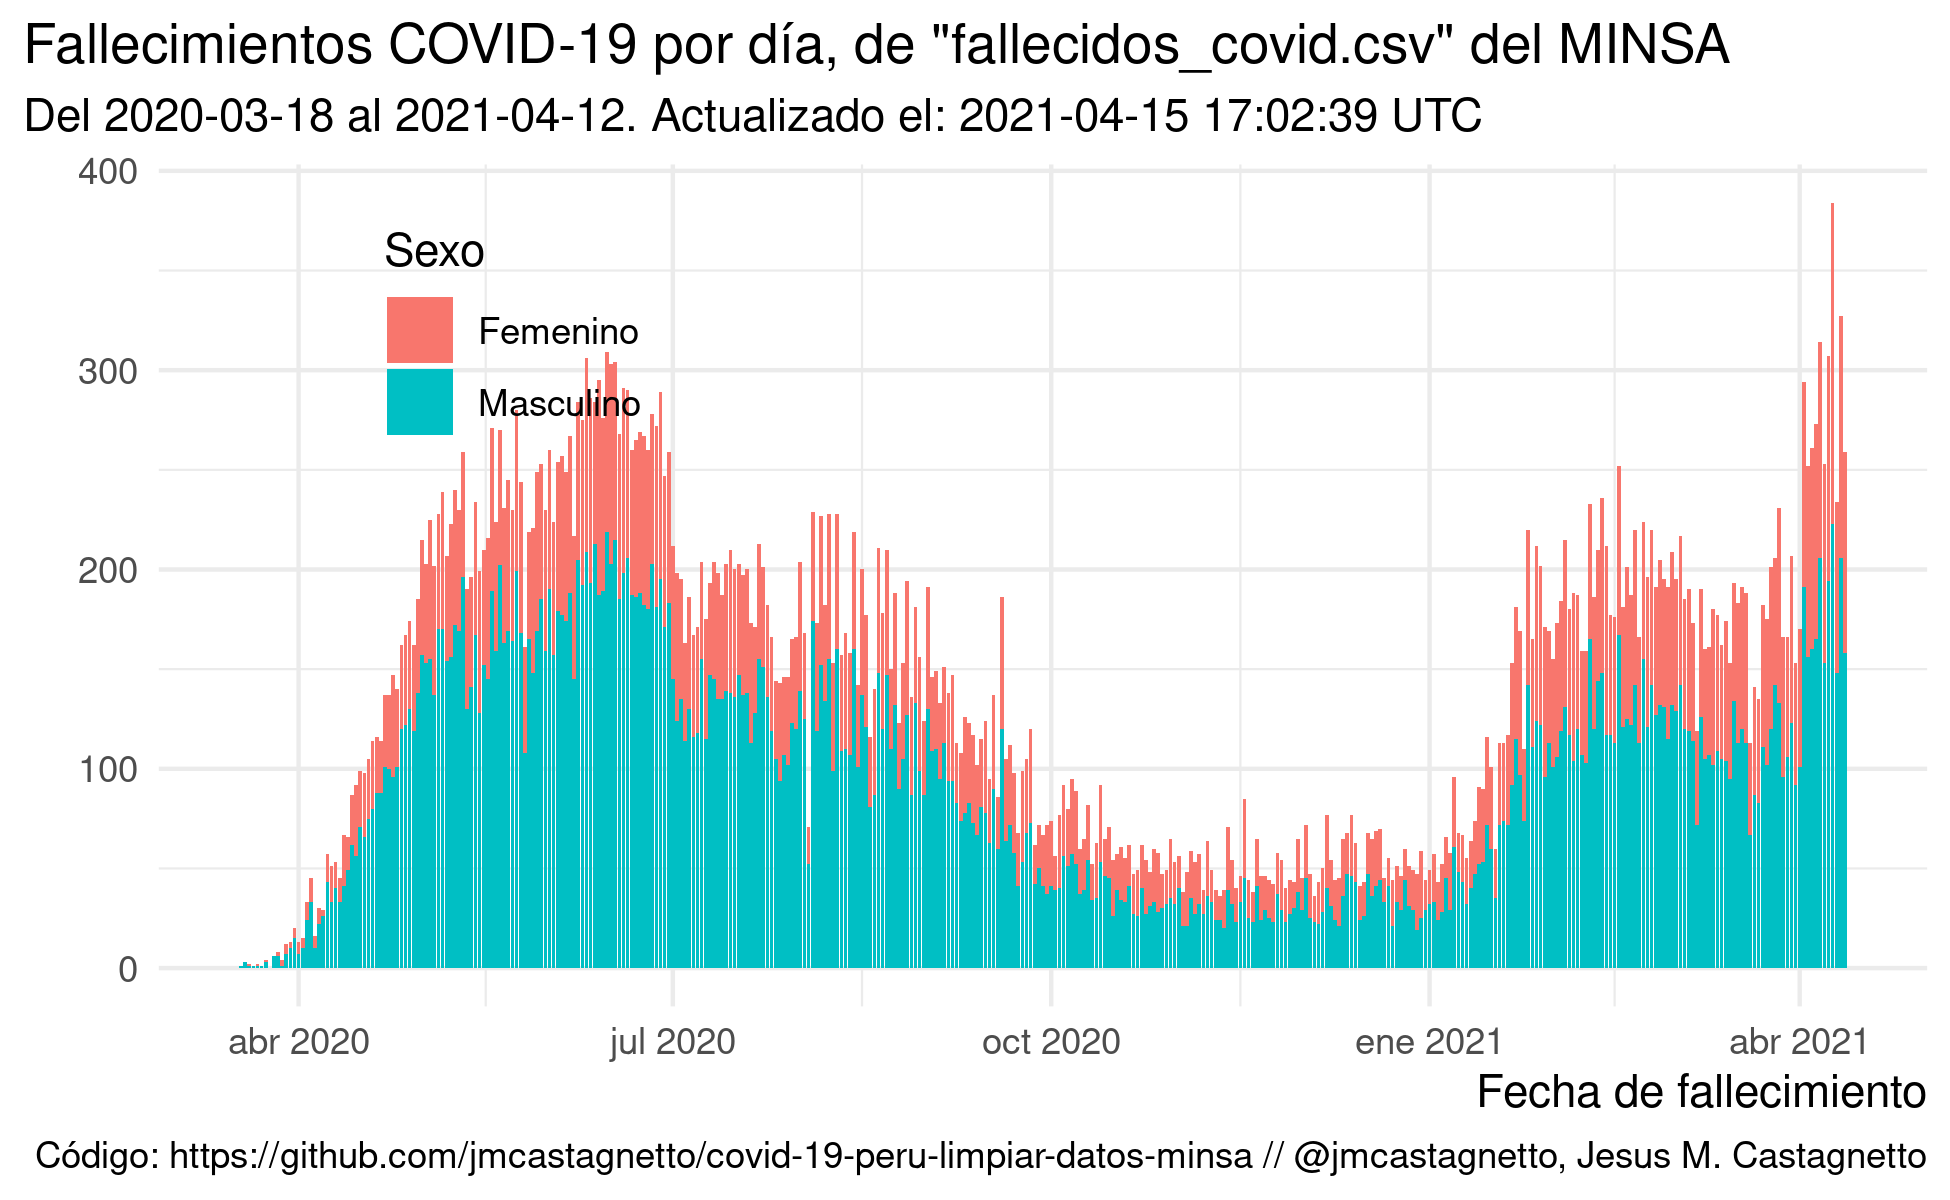 Fallecimientos COVID-19 por día, de "fallecidos_covid.csv" del MINSA
Del 2020-03-18 al 2021-04-12. Actualizado el: 2021-04-15 17:02:39 UTC
400
300
200
100
0
Sexo
Femenino
Masculino
abr 2020
jul 2020
oct 2020
ene 2021
abr 2021
Fecha de fallecimiento
Código: https://github.com/jmcastagnetto/covid-19-peru-limpiar-datos-minsa // @jmcastagnetto, Jesus M. Castagnetto